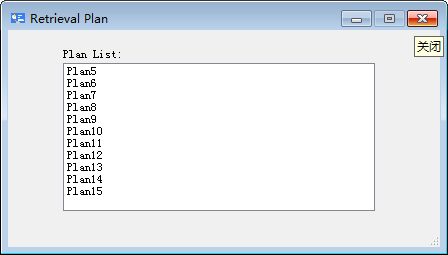 Retrieval Plan
关闭
Plan List:
Plan5
Plan6
Plan7
Plan8
Plan9
Plan10
Plan11
Plan12
Plan13
Plan14
Plan15